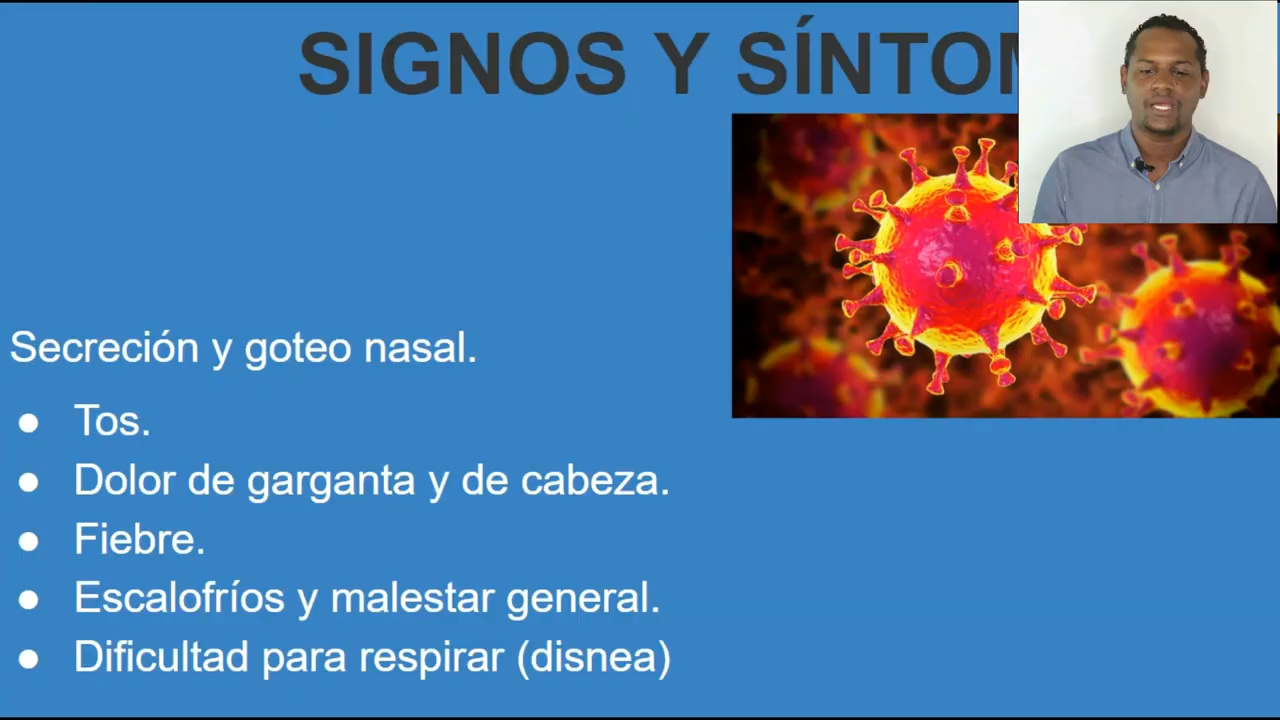 SIGNOS Y SÍNTOM
Secreción y goteo nasal.
● Tos.
● Dolor de garganta y de cabeza.
● Fiebre.
● Escalofríos y malestar general.
● Dificultad para respirar (disnea)